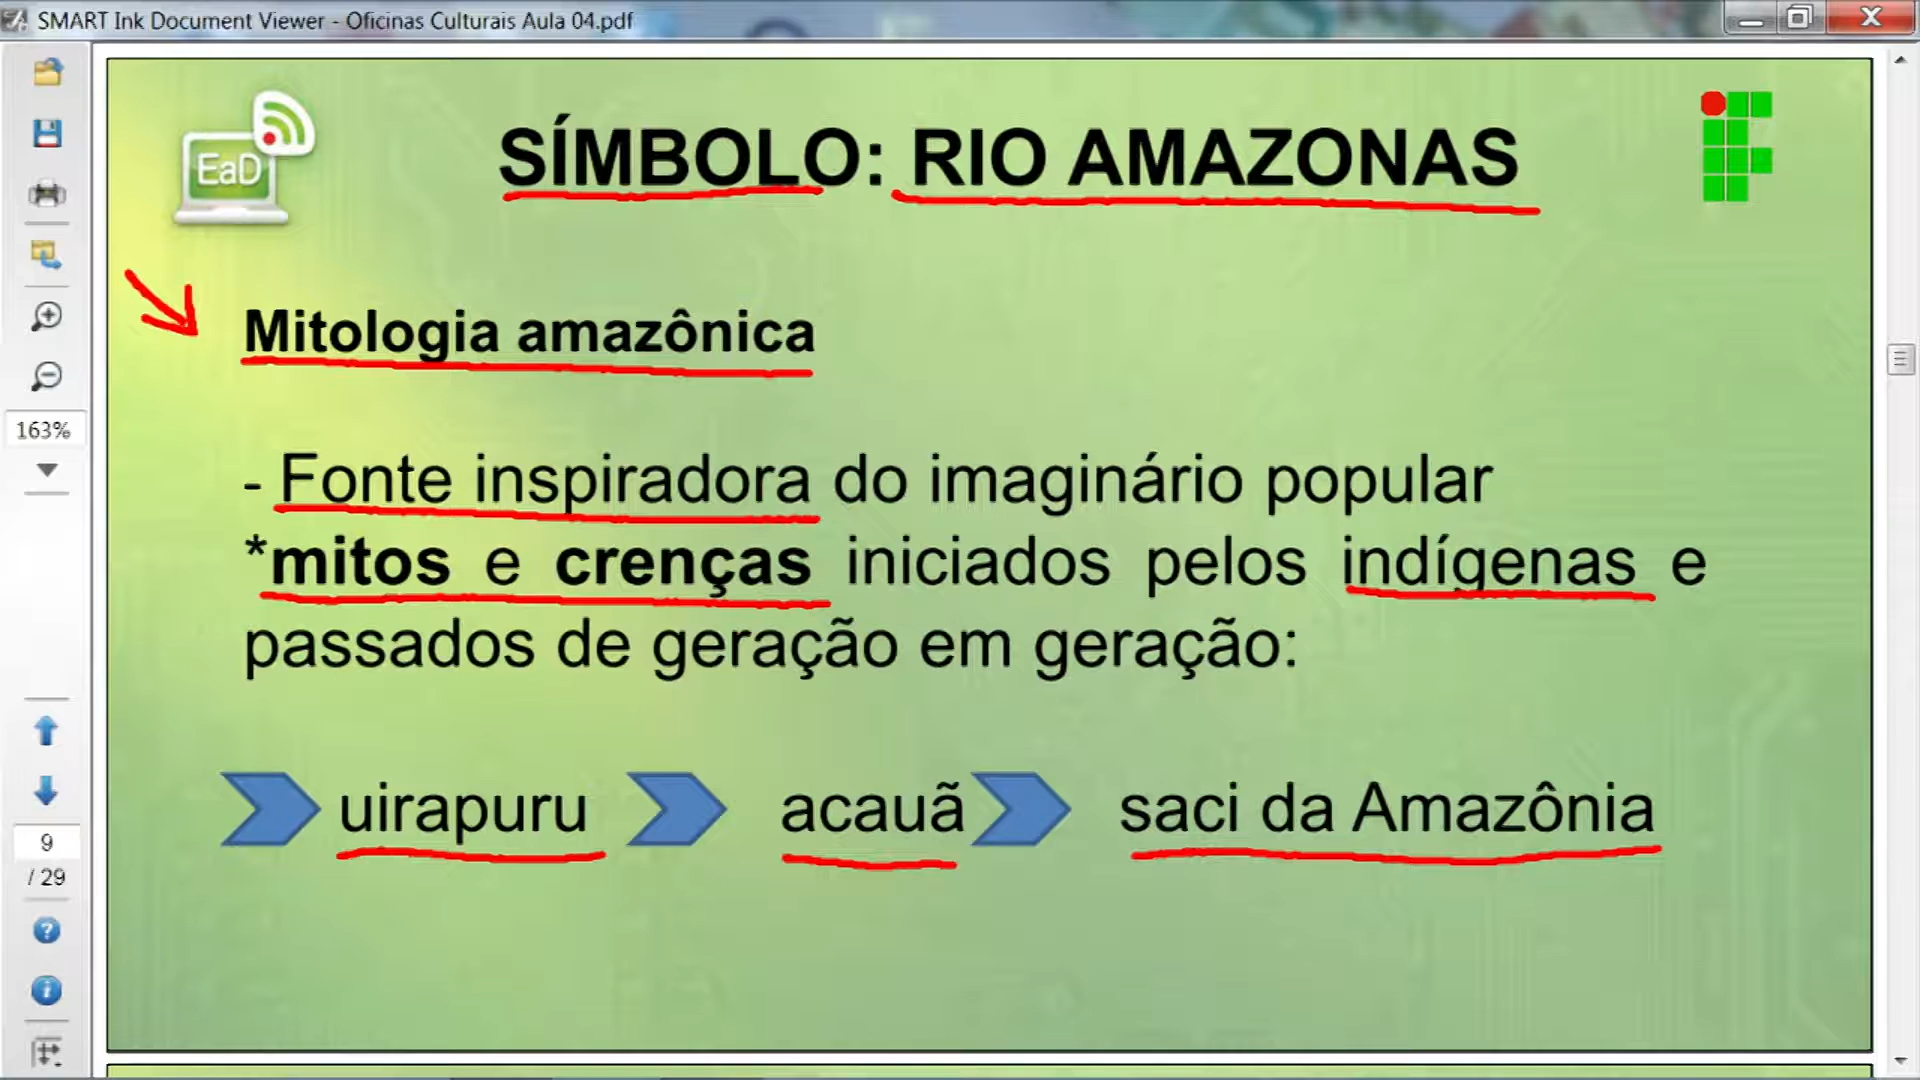 SMART Ink Document Viewer - Oficinas Culturais Aula 04.pdf
EaD
SÍMBOLO: RIO AMAZONAS
Mitologia amazônica
163%
- Fonte inspiradora do imaginário popular
*mitos e crenças iniciados pelos indígenas e
passados de geração em geração:
uirapuru acauã saci da Amazônia
9
/ 29